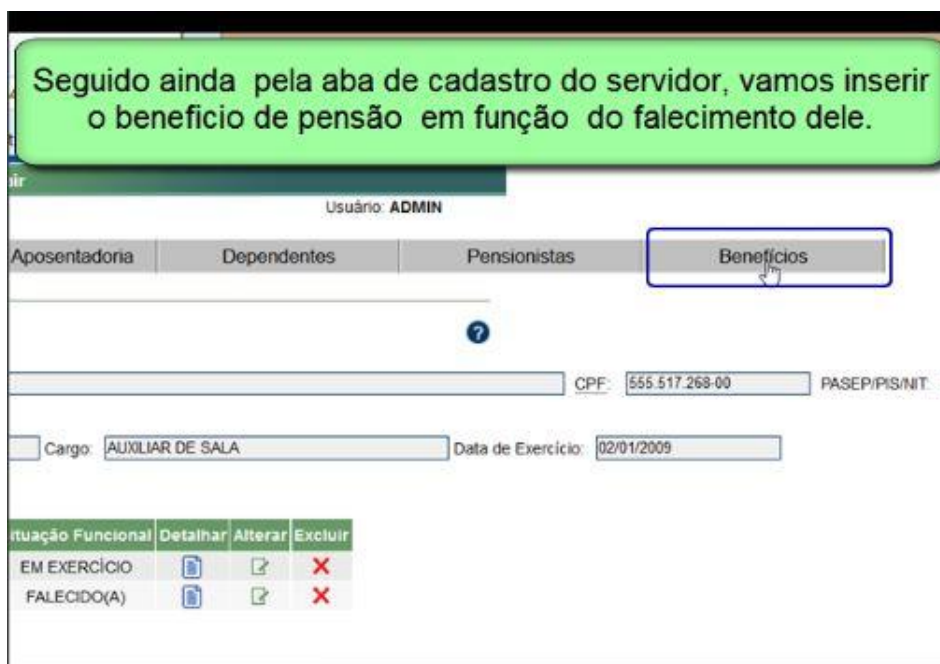 Seguido ainda pela aba de cadastro do servidor, vamos inserir
o beneficio de pensão em função do falecimento dele.
ir
Usuário: ADMIN
Aposentadoria Dependentes Pensionistas Benefícios
?
CPF: 555.517.268-00 PASEP/PIS/NIT:
Cargo: AUXILIAR DE SALA Data de Exercício: 02/01/2009
ituação Funcional Detalhar Alterar Excluir
EM EXERCÍCIO
FALECIDO(A)